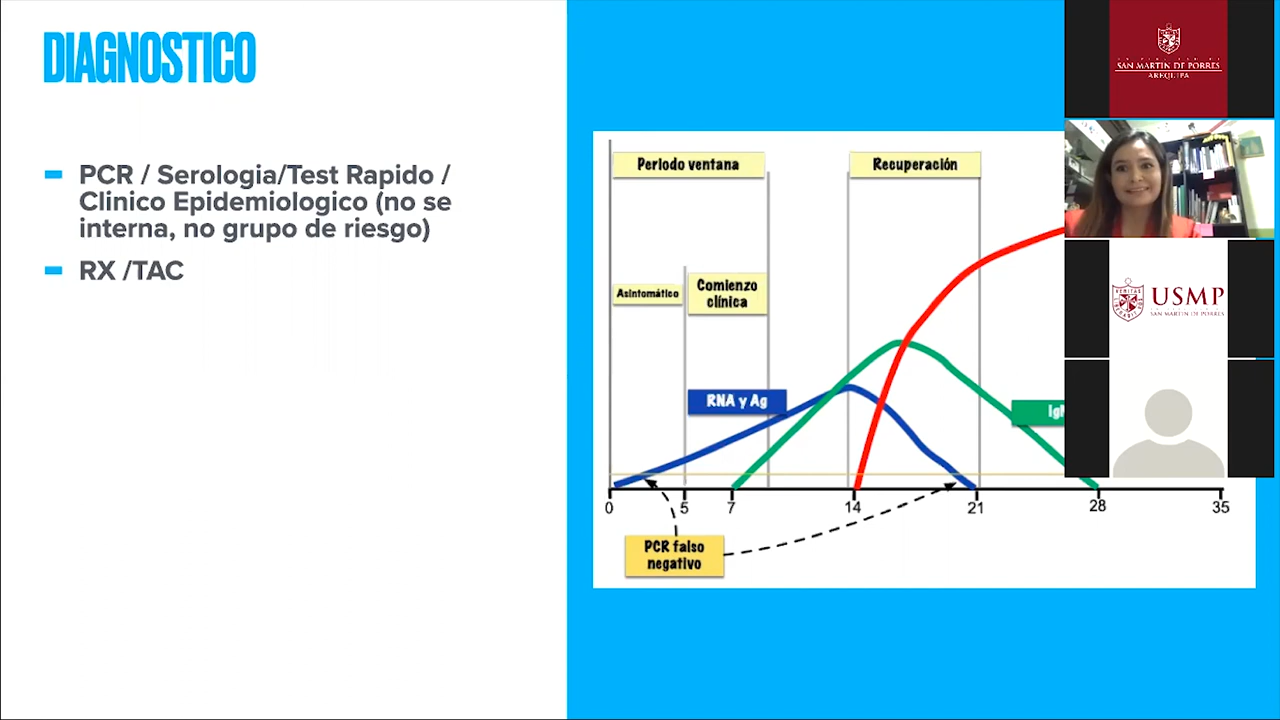 DIAGNOSTICO
PCR / Serologia/Test Rapido /
Clinico Epidemiologico (no se
interna, no grupo de riesgo)
RX /TAC
Periodo ventana
Recuperación
Asintomático
Comienzo
clínica
RNA y Ag
0 5 7 14 21 28 35
PCR falso
negativo
SAN MARTIN DE PORRES
AREQUIPA
USMP
SAN MARTIN DE PORRES